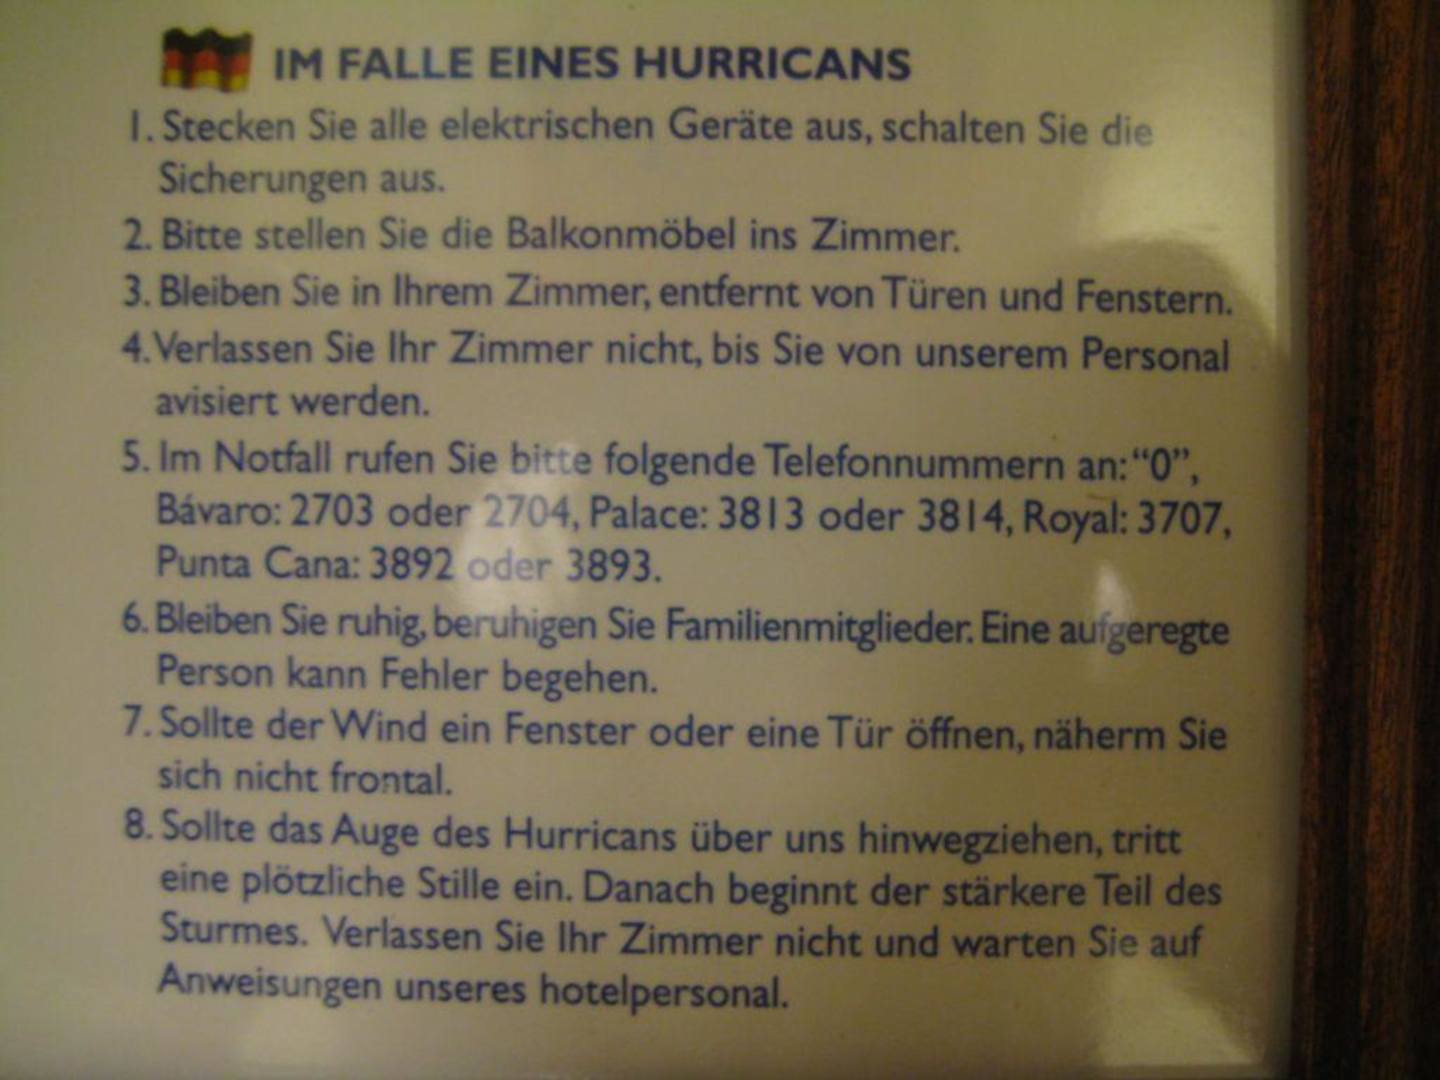 IM FALLE EINES HURRICANS
1. Stecken Sie alle elektrischen Geräte aus, schalten Sie die
Sicherungen aus.
2. Bitte stellen Sie die Balkonmöbel ins Zimmer.
3. Bleiben Sie in Ihrem Zimmer, entfernt von Türen und Fenstern.
4. Verlassen Sie Ihr Zimmer nicht, bis Sie von unserem Personal
avisiert werden.
5. Im Notfall rufen Sie bitte folgende Telefonnummern an: “0”,
Bávaro: 2703 oder 2704, Palace: 3813 oder 3814, Royal: 3707,
Punta Cana: 3892 oder 3893.
6. Bleiben Sie ruhig, beruhigen Sie Familienmitglieder. Eine aufgeregte
Person kann Fehler begehen.
7. Sollte der Wind ein Fenster oder eine Tür öffnen, näherm Sie
sich nicht frontal.
8. Sollte das Auge des Hurricans über uns hinwegziehen, tritt
eine plötzliche Stille ein. Danach beginnt der stärkere Teil des
Sturmes. Verlassen Sie Ihr Zimmer nicht und warten Sie auf
Anweisungen unseres hotelpersonal.